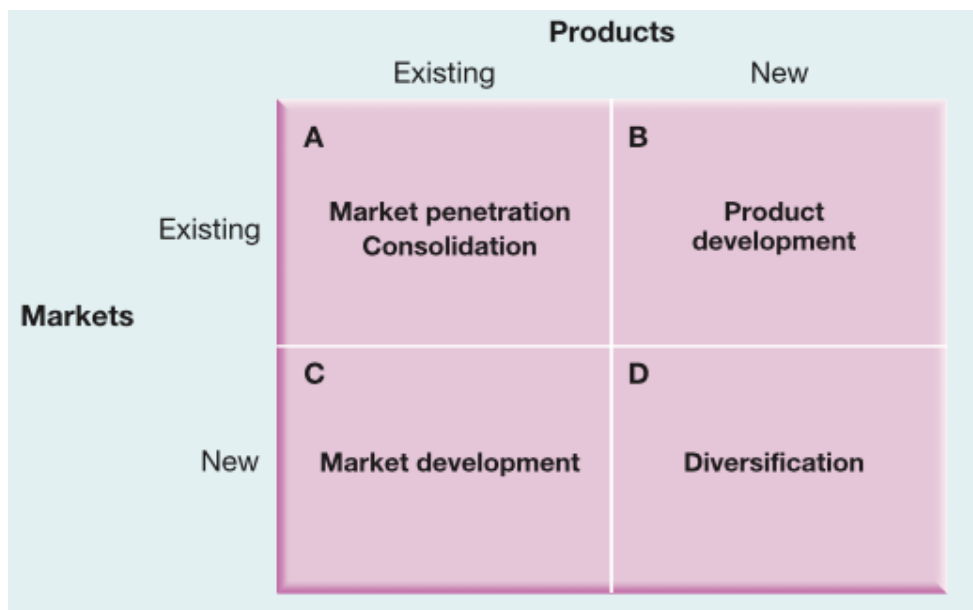 Products
Existing New
A B
Market penetration
Consolidation
Product
development
Existing
Markets
C D
New
Market development
Diversification